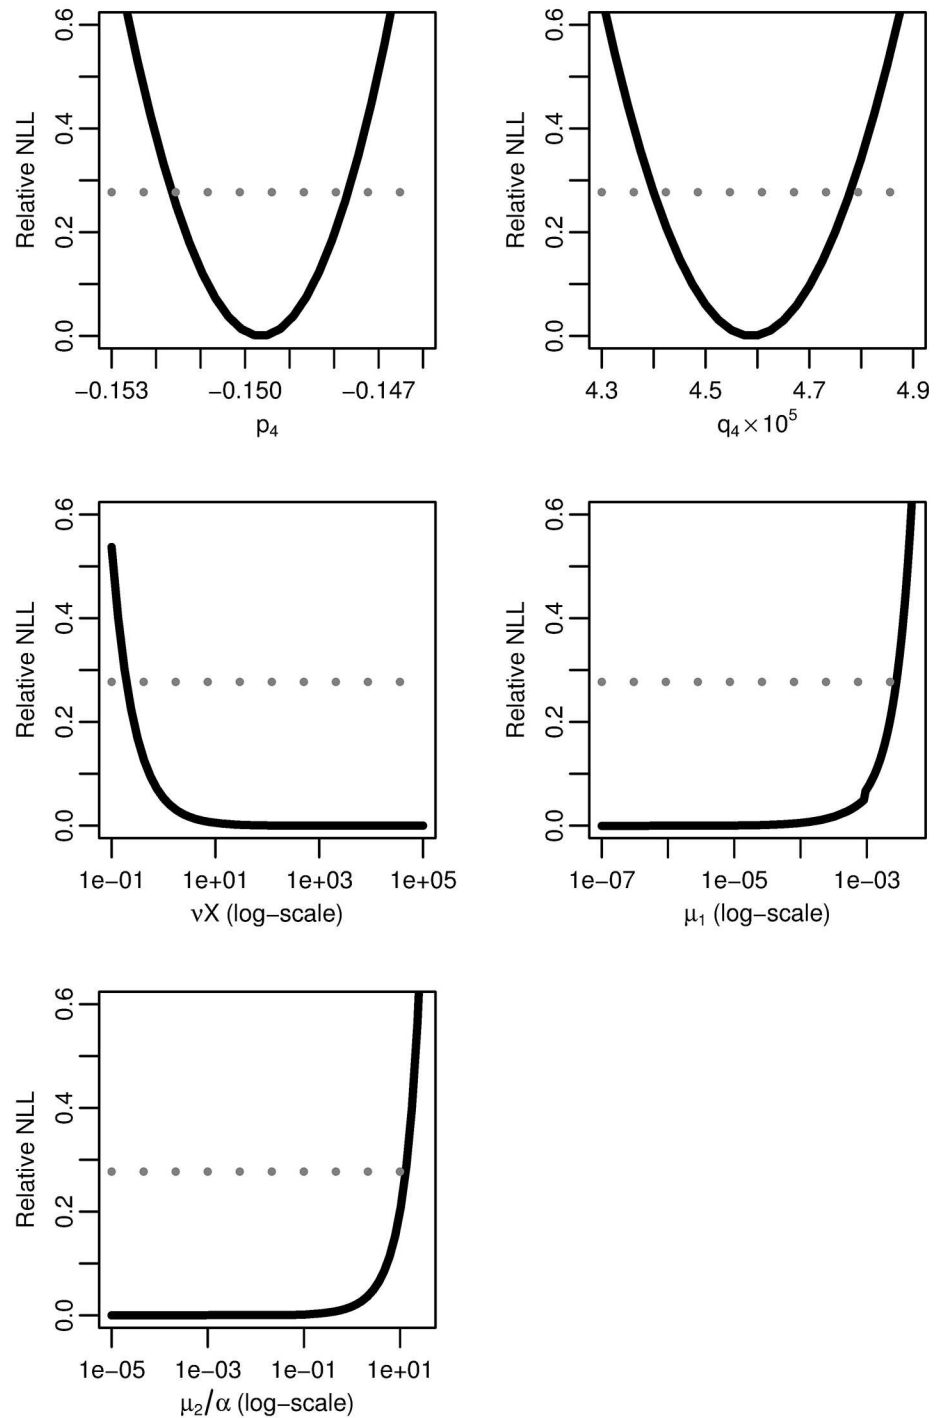 Relative NLL
0.0 0.2 0.4 0.6
−0.153 −0.150 −0.147
p₄
Relative NLL
0.0 0.2 0.4 0.6
4.3 4.5 4.7 4.9
q₄×10⁵
Relative NLL
0.0 0.2 0.4 0.6
1e−01 1e+01 1e+03 1e+05
νX (log−scale)
Relative NLL
0.0 0.2 0.4 0.6
1e−07 1e−05 1e−03
μ₁ (log−scale)
Relative NLL
0.0 0.2 0.4 0.6
1e−05 1e−03 1e−01 1e+01
μ₂/α (log−scale)